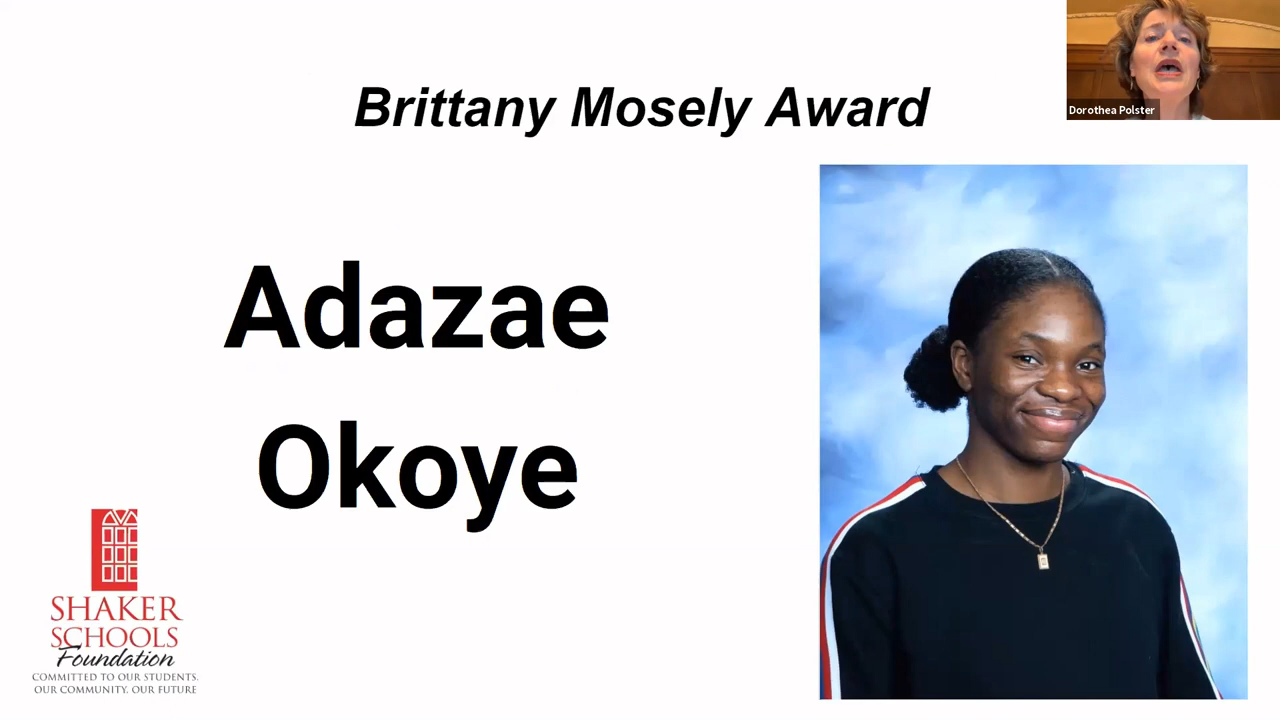 Brittany Mosely Award
Dorothea Polster
Adazae
Okoye
SHAKER
SCHOOLS
Foundation
COMMITTED TO OUR STUDENTS,
OUR COMMUNITY, OUR FUTURE